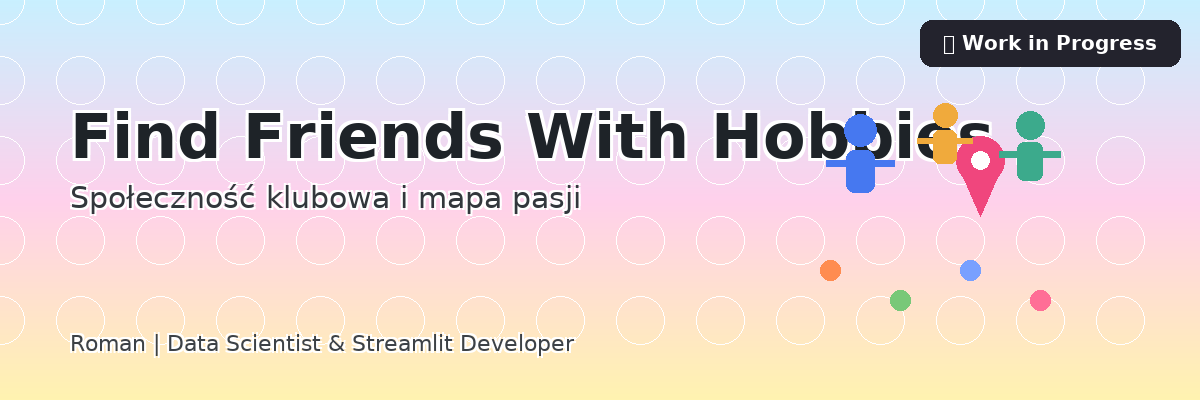 Work in Progress
Find Friends With Hobbies
Społeczność klubowa i mapa pasji
Roman | Data Scientist & Streamlit Developer